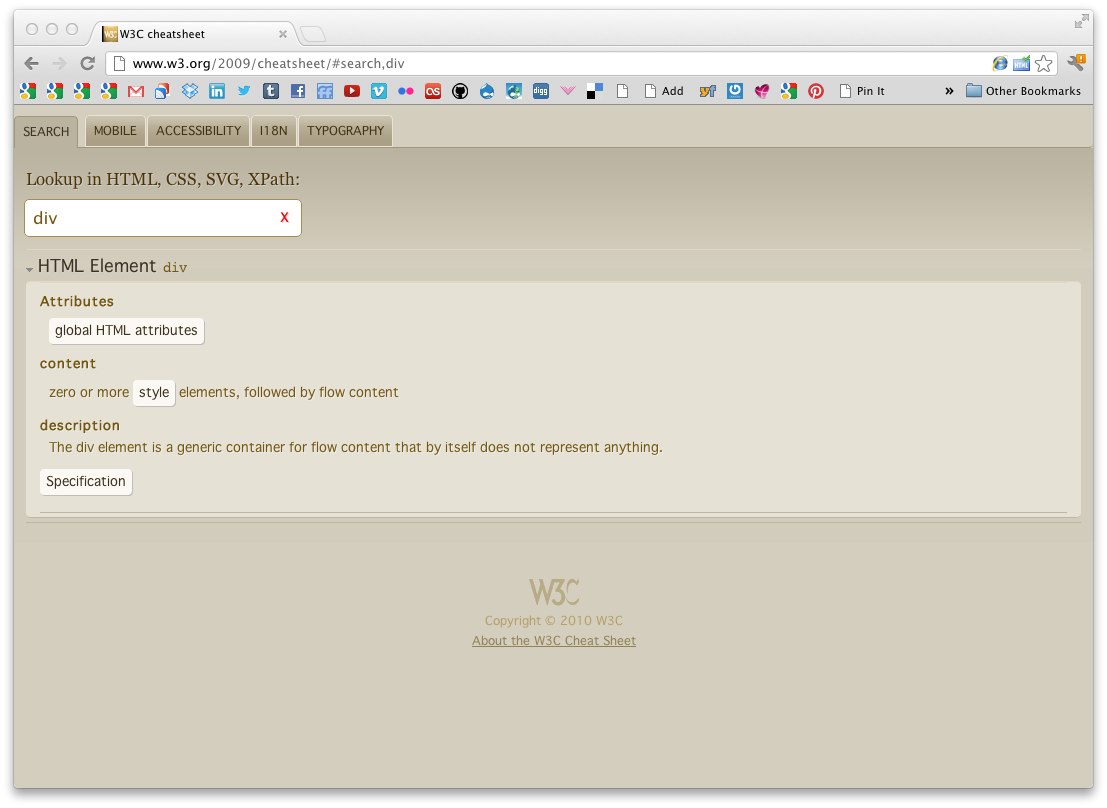 W3C cheatsheet
www.w3.org/2009/cheatsheet/#search,div
Add
Pin It
» Other Bookmarks
SEARCH MOBILE ACCESSIBILITY I18N TYPOGRAPHY
Lookup in HTML, CSS, SVG, XPath:
div X
HTML Element div
Attributes
global HTML attributes
content
zero or more style elements, followed by flow content
description
The div element is a generic container for flow content that by itself does not represent anything.
Specification
W3C
Copyright © 2010 W3C
About the W3C Cheat Sheet